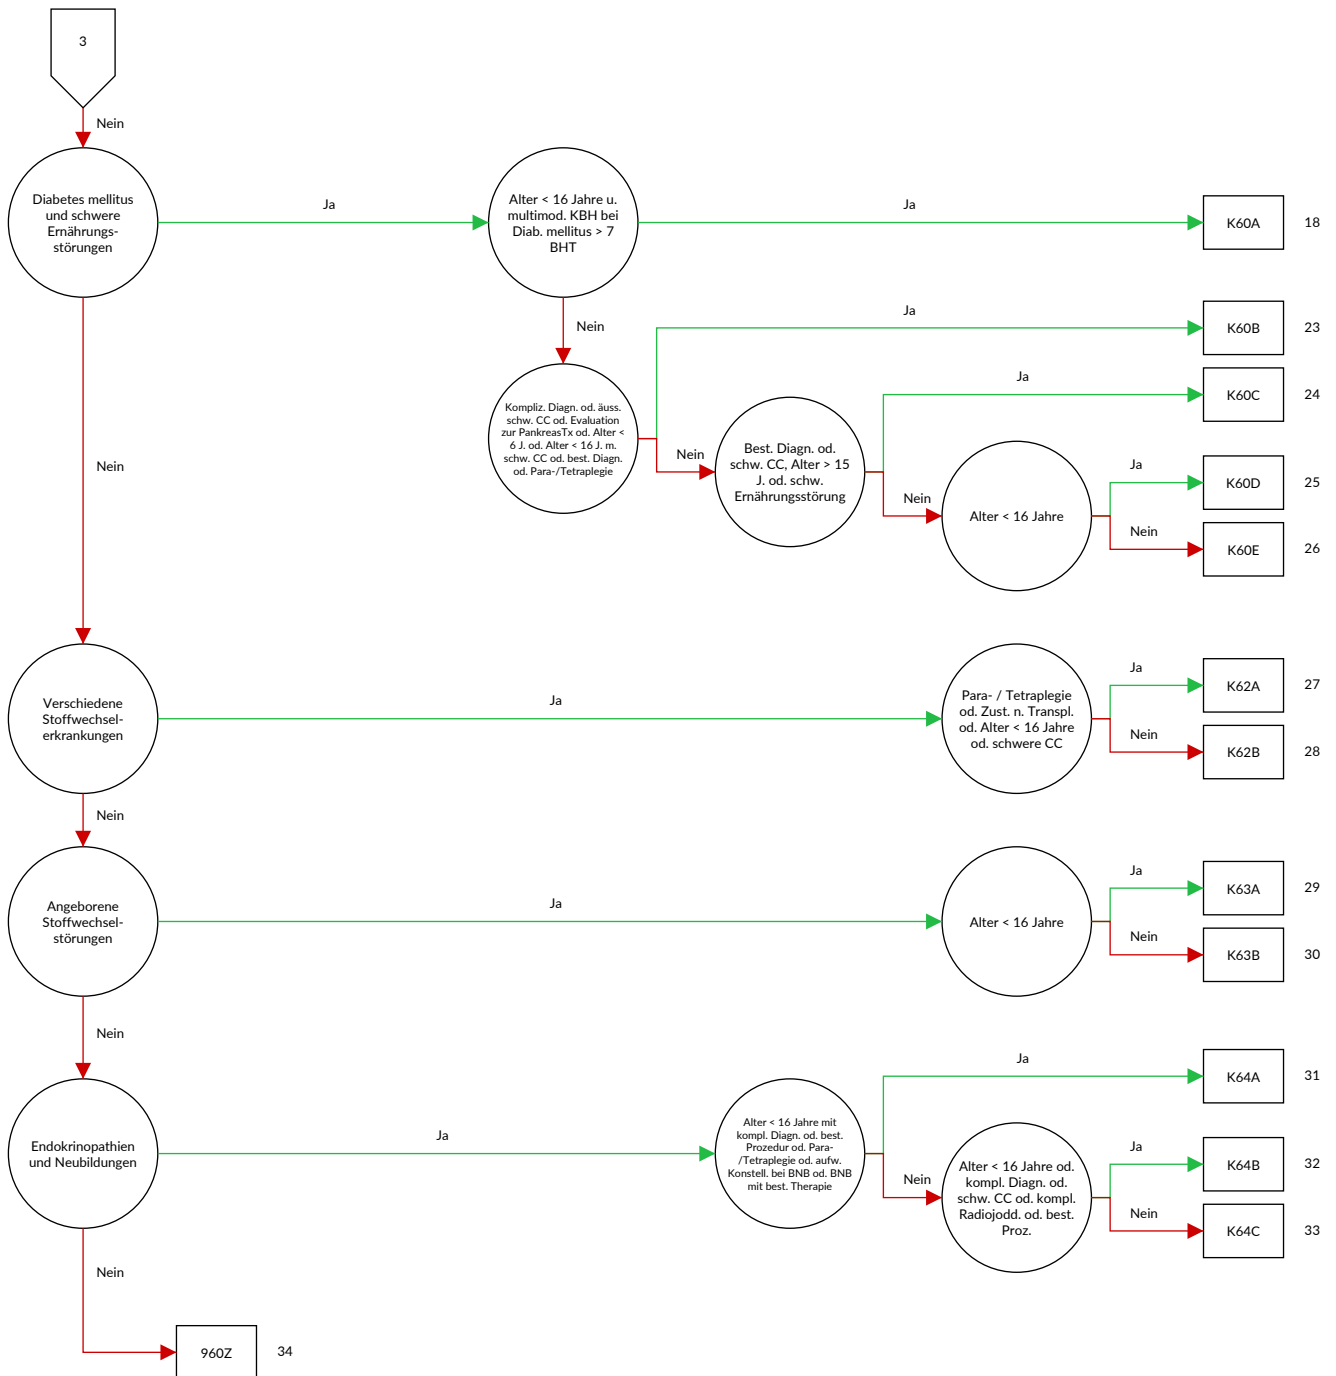 3
Nein
Diabetes mellitus
und schwere
Ernährungs-
störungen
Ja
Alter < 16 Jahre u.
multimod. KBH bei
Diab. mellitus > 7
BHT
Ja
K60A
18
Nein
Ja
K60B
23
Kompliz. Diagn. od. äuss.
schw. CC od. Evaluation
zur PankreasTx od. Alter <
6 J. od. Alter < 16 J. m.
schw. CC od. best. Diagn.
od. Para-/Tetraplegie
Nein
Ja
K60C
24
Best. Diagn. od.
schw. CC, Alter > 15
J. od. schw.
Ernährungsstörung
Nein
Alter < 16 Jahre
Ja
K60D
25
Nein
K60E
26
Nein
Verschiedene
Stoffwechsel-
erkrankungen
Ja
Para- / Tetraplegie
od. Zust. n. Transpl.
od. Alter < 16 Jahre
od. schwere CC
Ja
K62A
27
Nein
K62B
28
Nein
Angeborene
Stoffwechsel-
störungen
Ja
Alter < 16 Jahre
Ja
K63A
29
Nein
K63B
30
Nein
Endokrinopathien
und Neubildungen
Ja
Alter < 16 Jahre mit
kompl. Diagn. od. best.
Prozedur od. Para-
/Tetraplegie od. aufw.
Konstell. bei BNB od. BNB
mit best. Therapie
Ja
K64A
31
Nein
Alter < 16 Jahre od.
kompl. Diagn. od.
schw. CC od. kompl.
Radiojodd. od. best.
Proz.
Ja
K64B
32
Nein
K64C
33
Nein
960Z
34